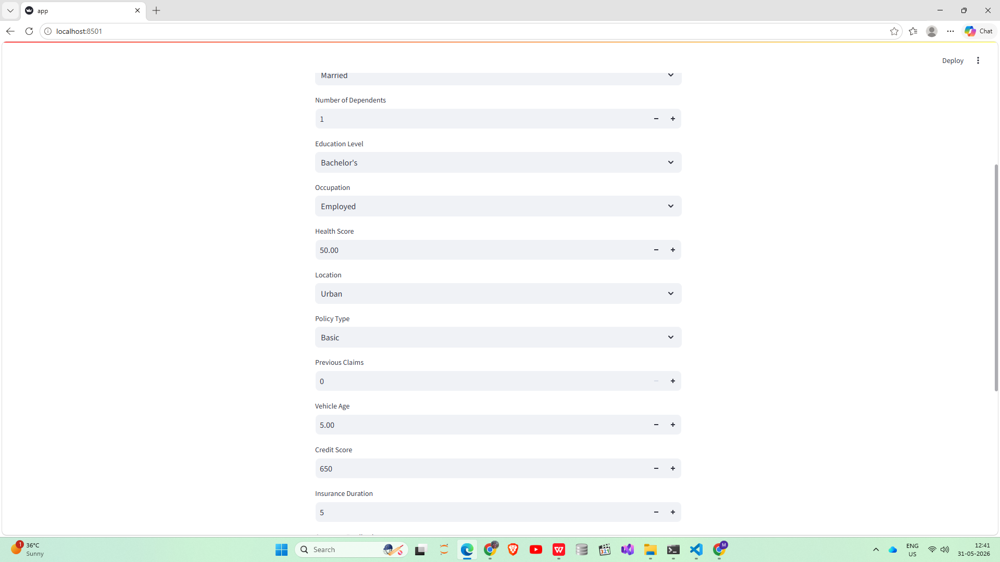 app
localhost:8501
Chat
Deploy
Married
Number of Dependents
1
Education Level
Bachelor's
Occupation
Employed
Health Score
50.00
Location
Urban
Policy Type
Basic
Previous Claims
0
Vehicle Age
5.00
Credit Score
650
Insurance Duration
5
1
36°C
Sunny
Search
321
M
ENG
US
12:41
31-05-2026